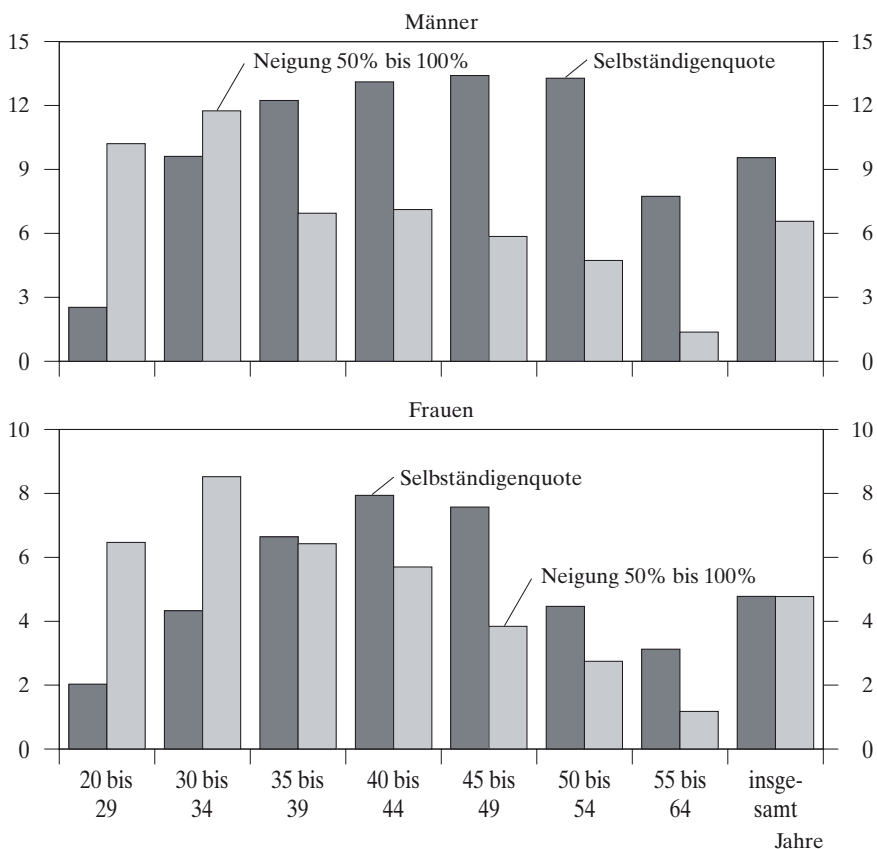 Männer
15 15
Neigung 50% bis 100% Selbständigenquote
12 12
9 9
6 6
3 3
0 0
Frauen
10 10
Selbständigenquote
8 8
6 6
Neigung 50% bis 100%
4 4
2 2
0 0
20 bis 30 bis 35 bis 40 bis 45 bis 50 bis 55 bis insge-
29 34 39 44 49 54 64 samt
Jahre